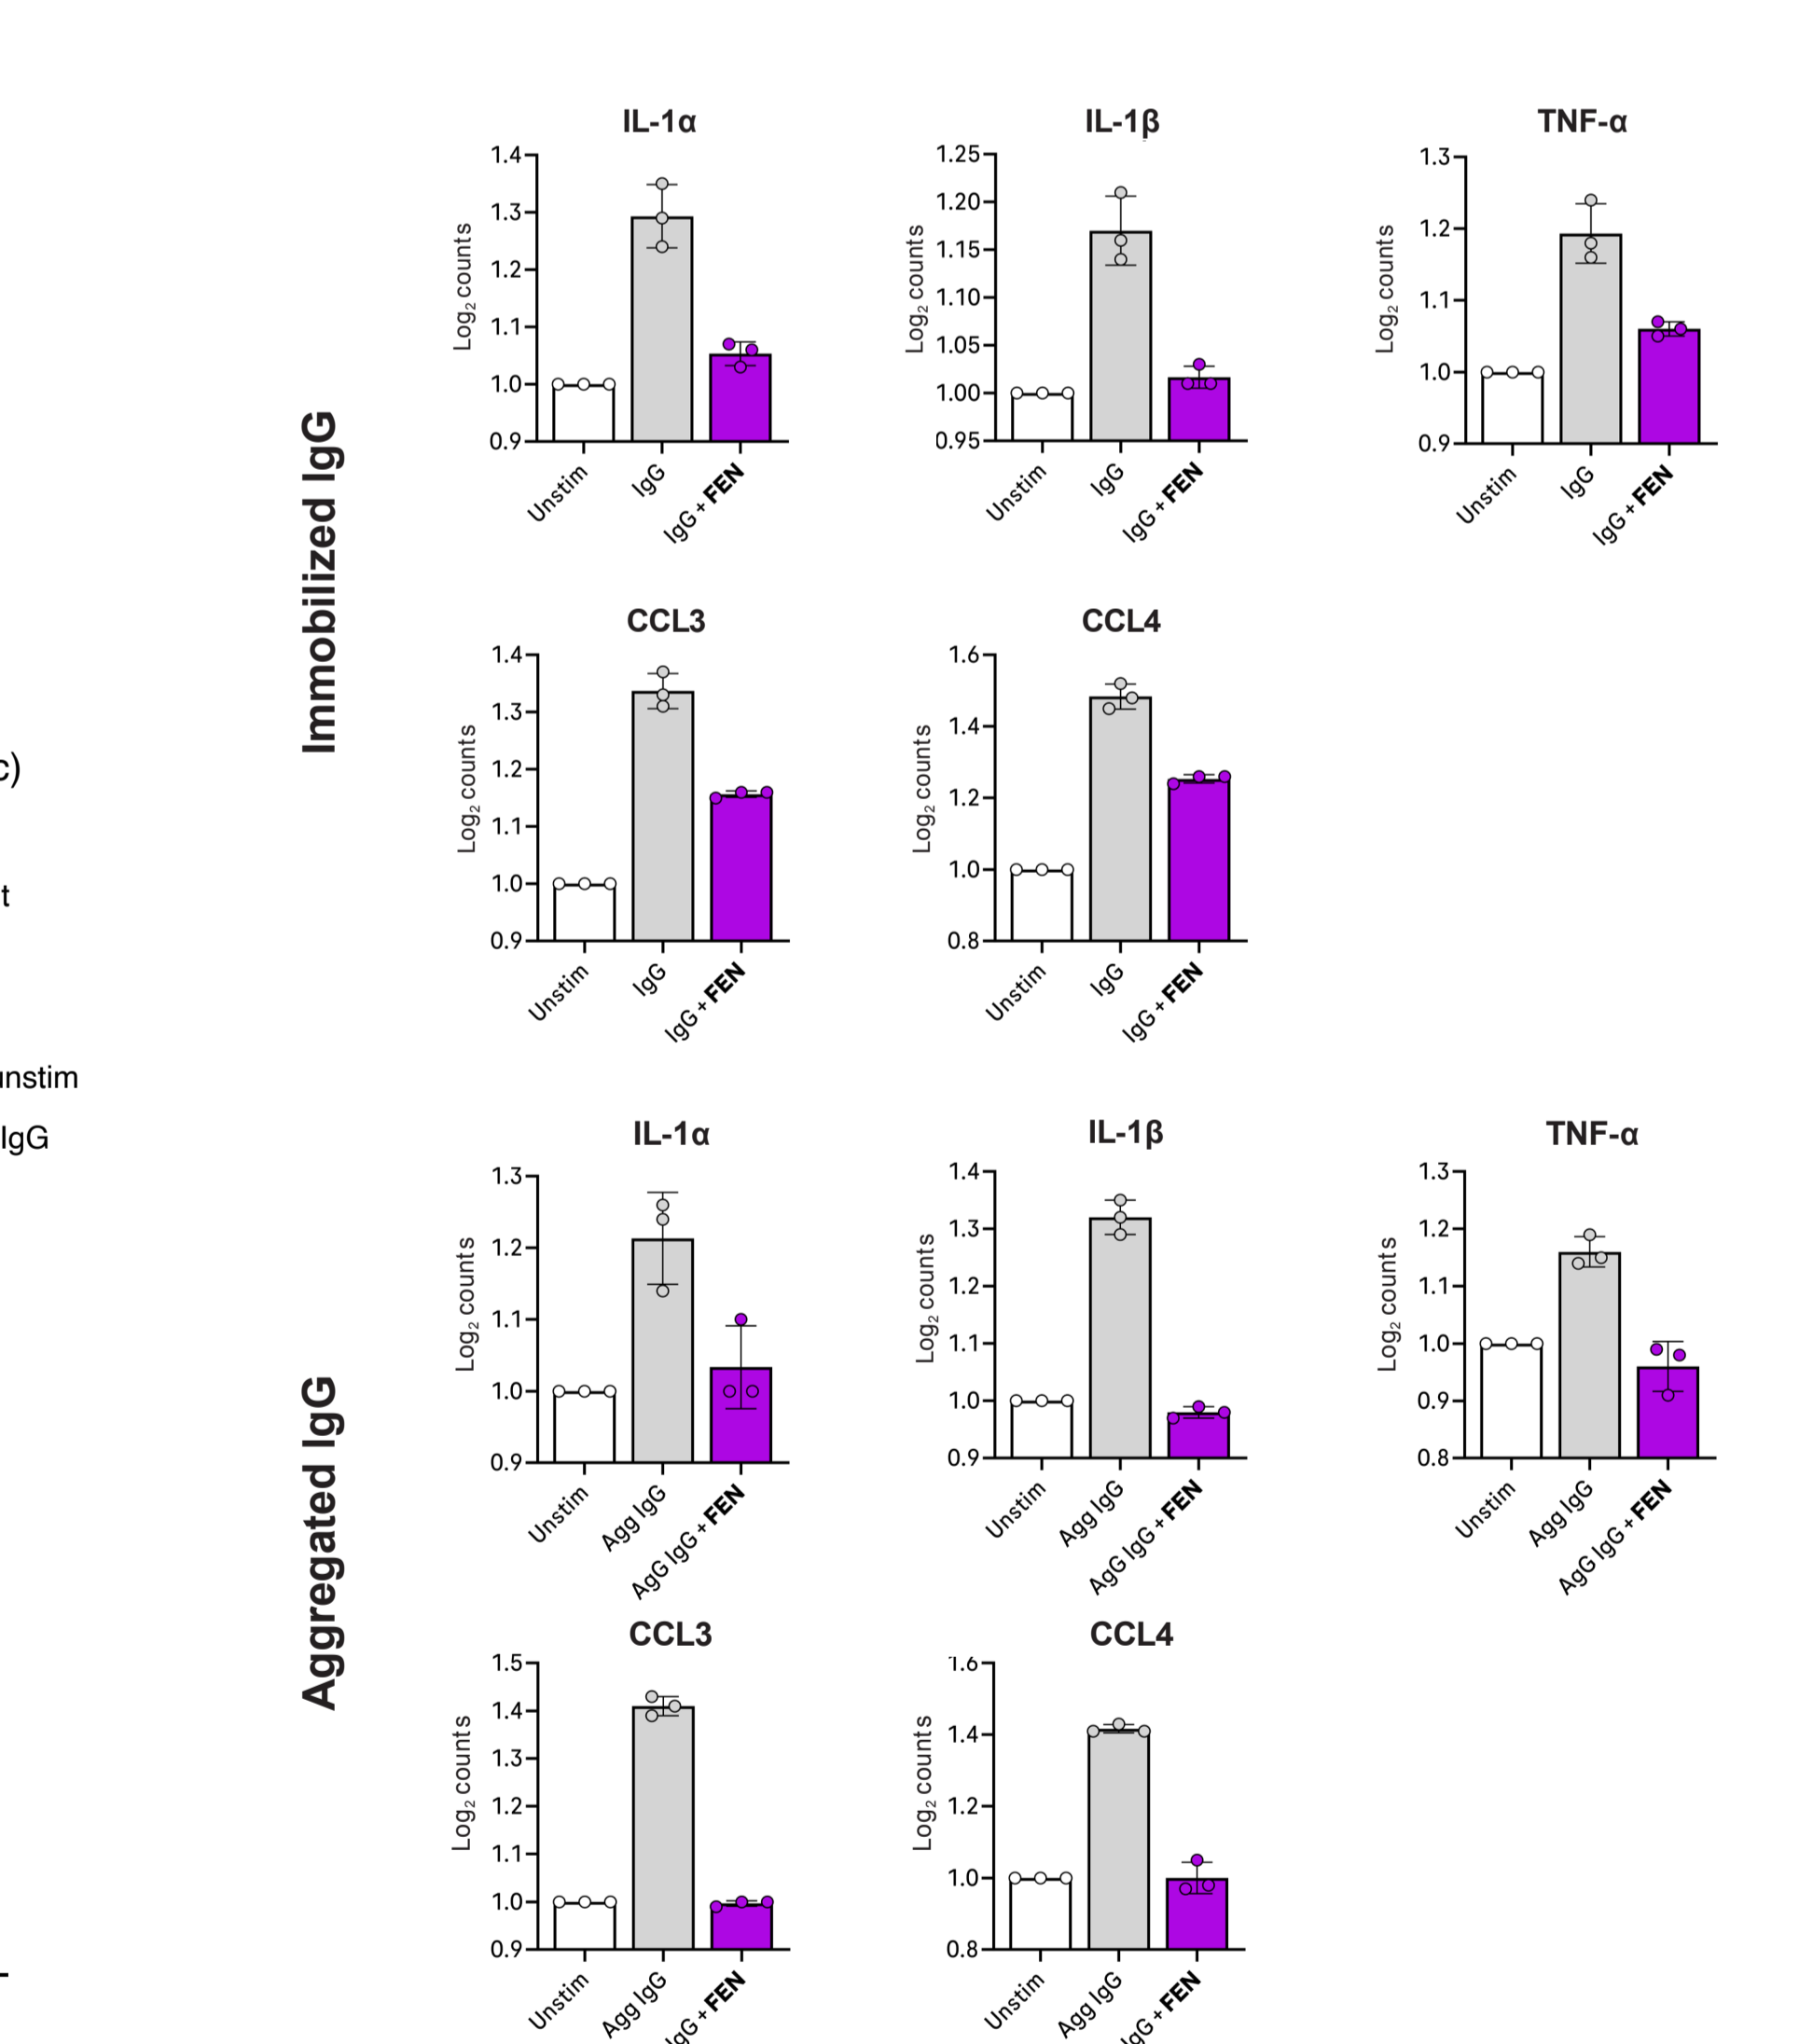 IL-1α
Log2 counts
1.4
1.3
1.2
1.1
1.0
0.9
Unstim
IgG
IgG + FEN
IL-1β
Log2 counts
1.25
1.20
1.15
1.10
1.05
1.00
0.95
Unstim
IgG
IgG + FEN
TNF-α
Log2 counts
1.3
1.2
1.1
1.0
0.9
Unstim
IgG
IgG + FEN
Immobilized IgG
CCL3
Log2 counts
1.4
1.3
1.2
1.1
1.0
0.9
Unstim
IgG
IgG + FEN
CCL4
Log2 counts
1.6
1.4
1.2
1.0
0.8
Unstim
IgG
IgG + FEN
c)
t
nstim
IgG
IL-1α
Log2 counts
1.3
1.2
1.1
1.0
0.9
Unstim
Agg IgG
AgG IgG + FEN
IL-1β
Log2 counts
1.4
1.3
1.2
1.1
1.0
0.9
Unstim
Agg IgG
AgG IgG + FEN
TNF-α
Log2 counts
1.3
1.2
1.1
1.0
0.9
0.8
Unstim
Agg IgG
AgG IgG + FEN
Aggregated IgG
CCL3
Log2 counts
1.5
1.4
1.3
1.2
1.1
1.0
0.9
Unstim
Agg IgG
IgG + FEN
CCL4
Log2 counts
1.6
1.4
1.2
1.0
0.8
Unstim
Agg IgG
IgG + FEN